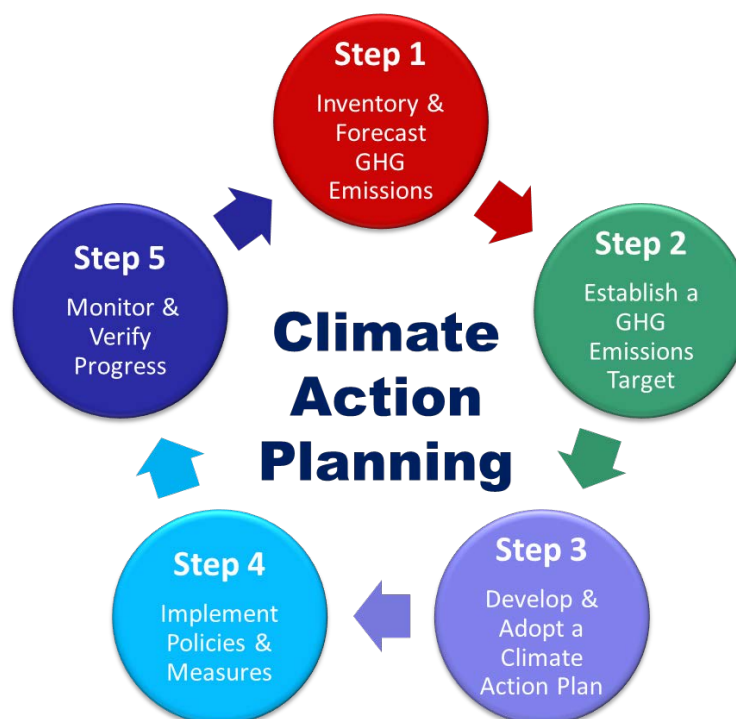 Step 1
Inventory &
Forecast
GHG
Emissions
Step 2
Establish a
GHG
Emissions
Target
Step 3
Develop &
Adopt a
Climate
Action Plan
Step 4
Implement
Policies &
Measures
Step 5
Monitor &
Verify
Progress
Climate
Action
Planning